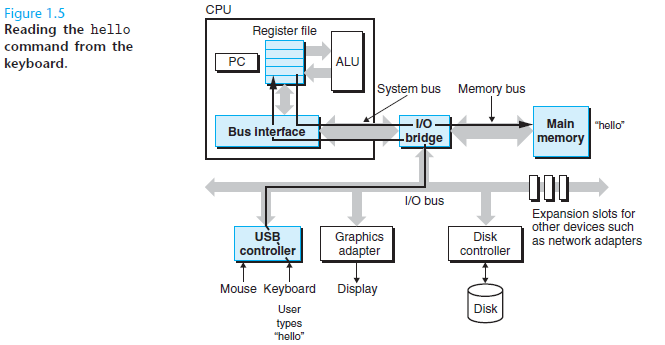 Figure 1.5
Reading the hello
command from the
keyboard.
CPU
Register file
PC
ALU
System bus
Memory bus
Bus interface
I/O
bridge
Main
memory
"hello"
I/O bus
Expansion slots for
other devices such
as network adapters
USB
controller
Graphics
adapter
Disk
controller
Mouse
Keyboard
Display
User
types
"hello"
Disk